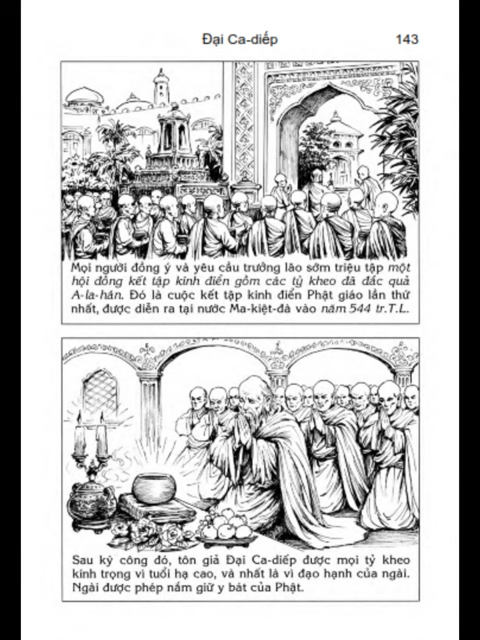 Đại Ca-diếp 143
Mọi người đồng ý và yêu cầu trưởng lão sớm triệu tập một
hội đồng kết tập kinh điển gồm các tỳ kheo đã đắc quả
A-la-hán. Đó là cuộc kết tập kinh điển Phật giáo lần thứ
nhất, được diễn ra tại nước Ma-kiệt-đà vào năm 544 tr.T.L.
Sau kỳ công đó, tôn giả Đại Ca-diếp được mọi tỳ kheo
kính trọng vì tuổi hạ cao, và nhất là vì đạo hạnh của ngài.
Ngài được phép nắm giữ y bát của Phật.